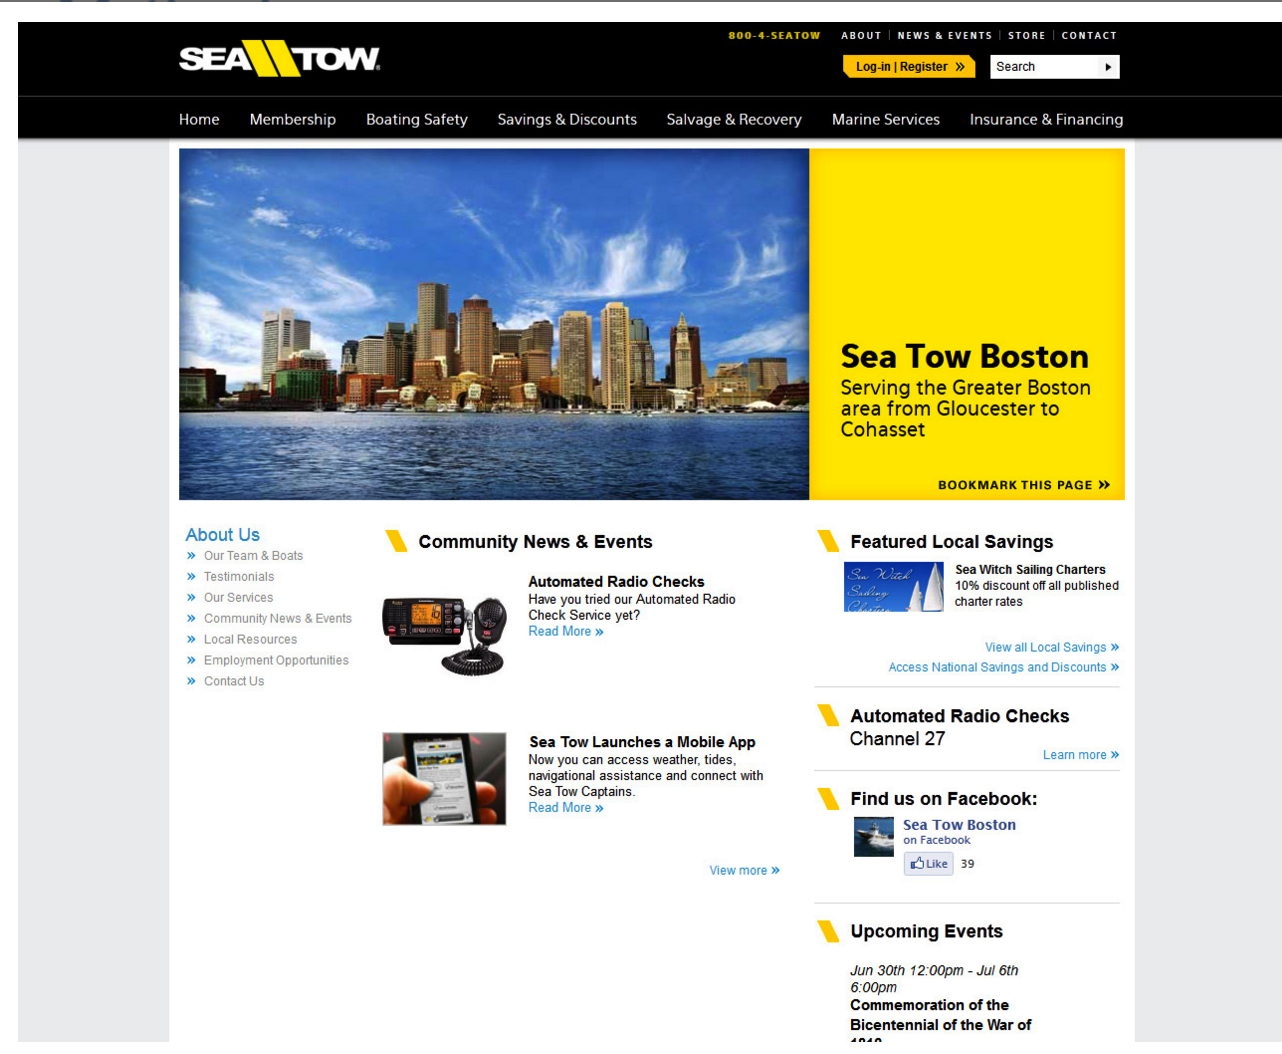 800-4-SEATOW
ABOUT | NEWS & EVENTS | STORE | CONTACT
SEA TOW®
Log-in | Register »
Search
Home
Membership
Boating Safety
Savings & Discounts
Salvage & Recovery
Marine Services
Insurance & Financing
Sea Tow Boston
Serving the Greater Boston
area from Gloucester to
Cohasset
BOOKMARK THIS PAGE »
About Us
» Our Team & Boats
» Testimonials
» Our Services
» Community News & Events
» Local Resources
» Employment Opportunities
» Contact Us
Community News & Events
Automated Radio Checks
Have you tried our Automated Radio
Check Service yet?
Read More »
Sea Tow Launches a Mobile App
Now you can access weather, tides,
navigational assistance and connect with
Sea Tow Captains.
Read More »
View more »
Featured Local Savings
Sea Witch
Sailing
Charters
Sea Witch Sailing Charters
10% discount off all published
charter rates
View all Local Savings »
Access National Savings and Discounts »
Automated Radio Checks
Channel 27
Learn more »
Find us on Facebook:
Sea Tow Boston
on Facebook
Like 39
Upcoming Events
Jun 30th 12:00pm - Jul 6th
6:00pm
Commemoration of the
Bicentennial of the War of